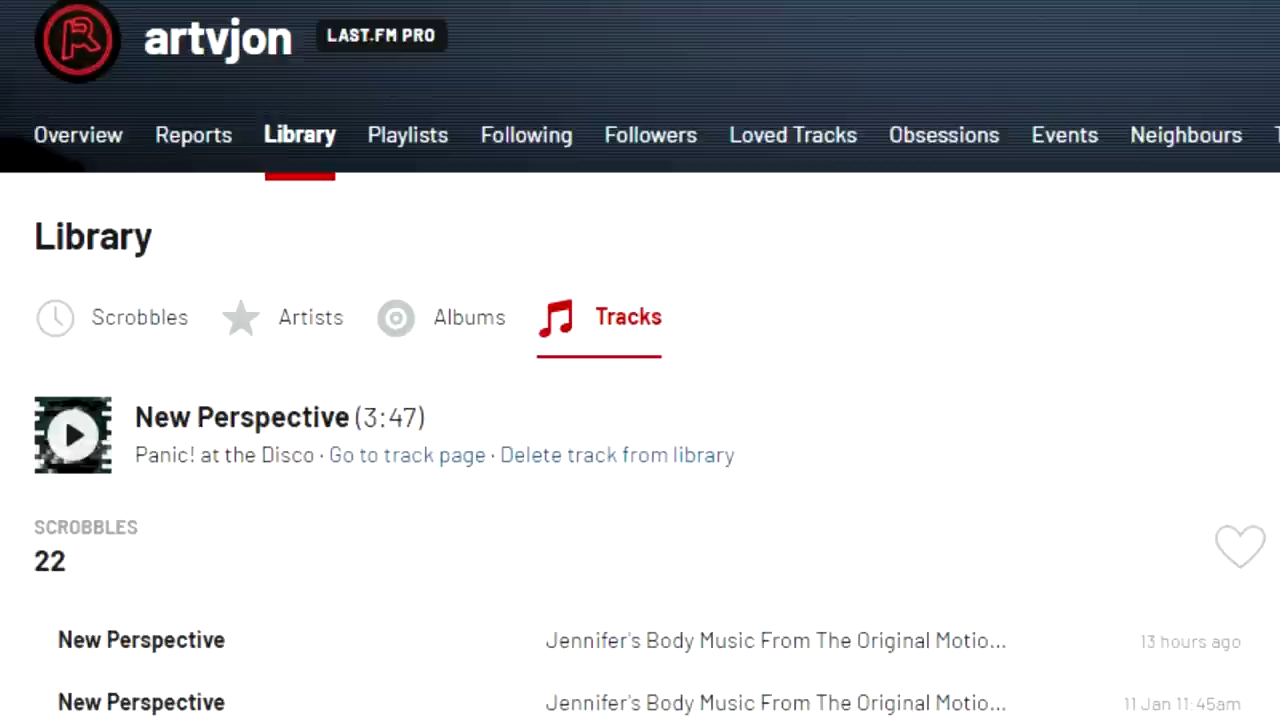 artvjon LAST.FM PRO
Overview Reports Library Playlists Following Followers Loved Tracks Obsessions Events Neighbours
Library
Scrobbles Artists Albums Tracks
New Perspective (3:47)
Panic! at the Disco · Go to track page · Delete track from library
SCROBBLES
22
New Perspective Jennifer's Body Music From The Original Motio... 13 hours ago
New Perspective Jennifer's Body Music From The Original Motio... 11 Jan 11:45am